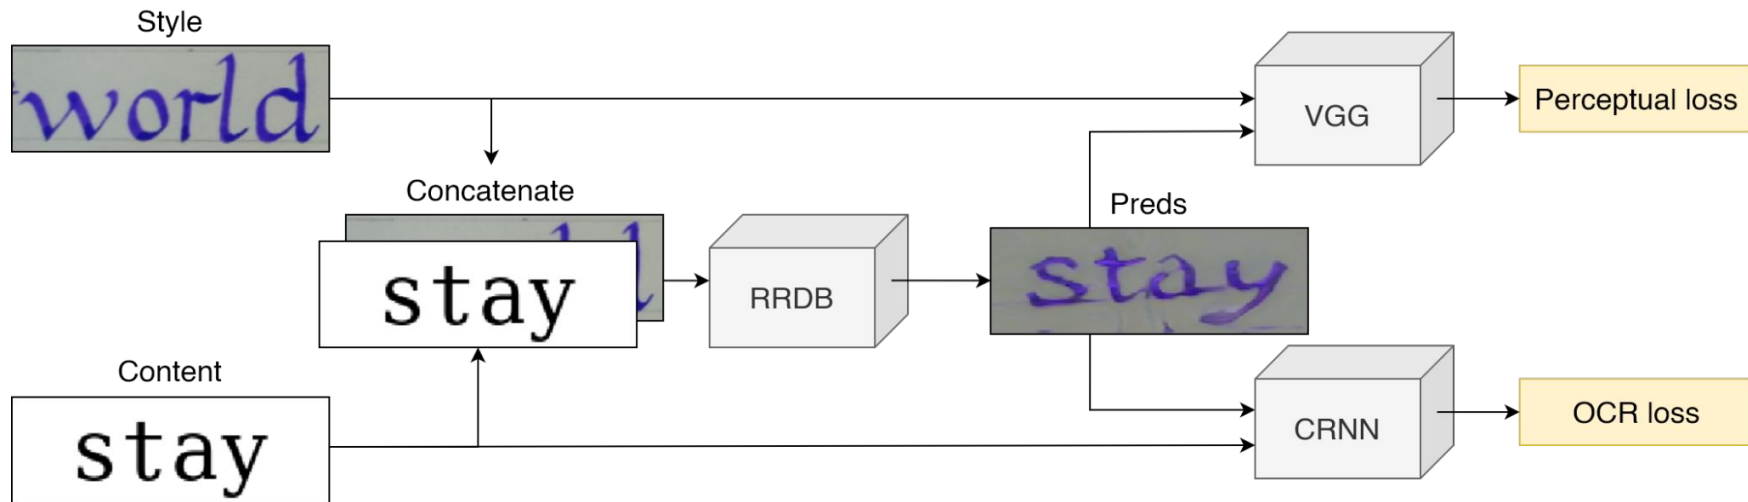 Style
world
VGG
Perceptual loss
Concatenate
stay
RRDB
Preds
stay
Content
stay
CRNN
OCR loss